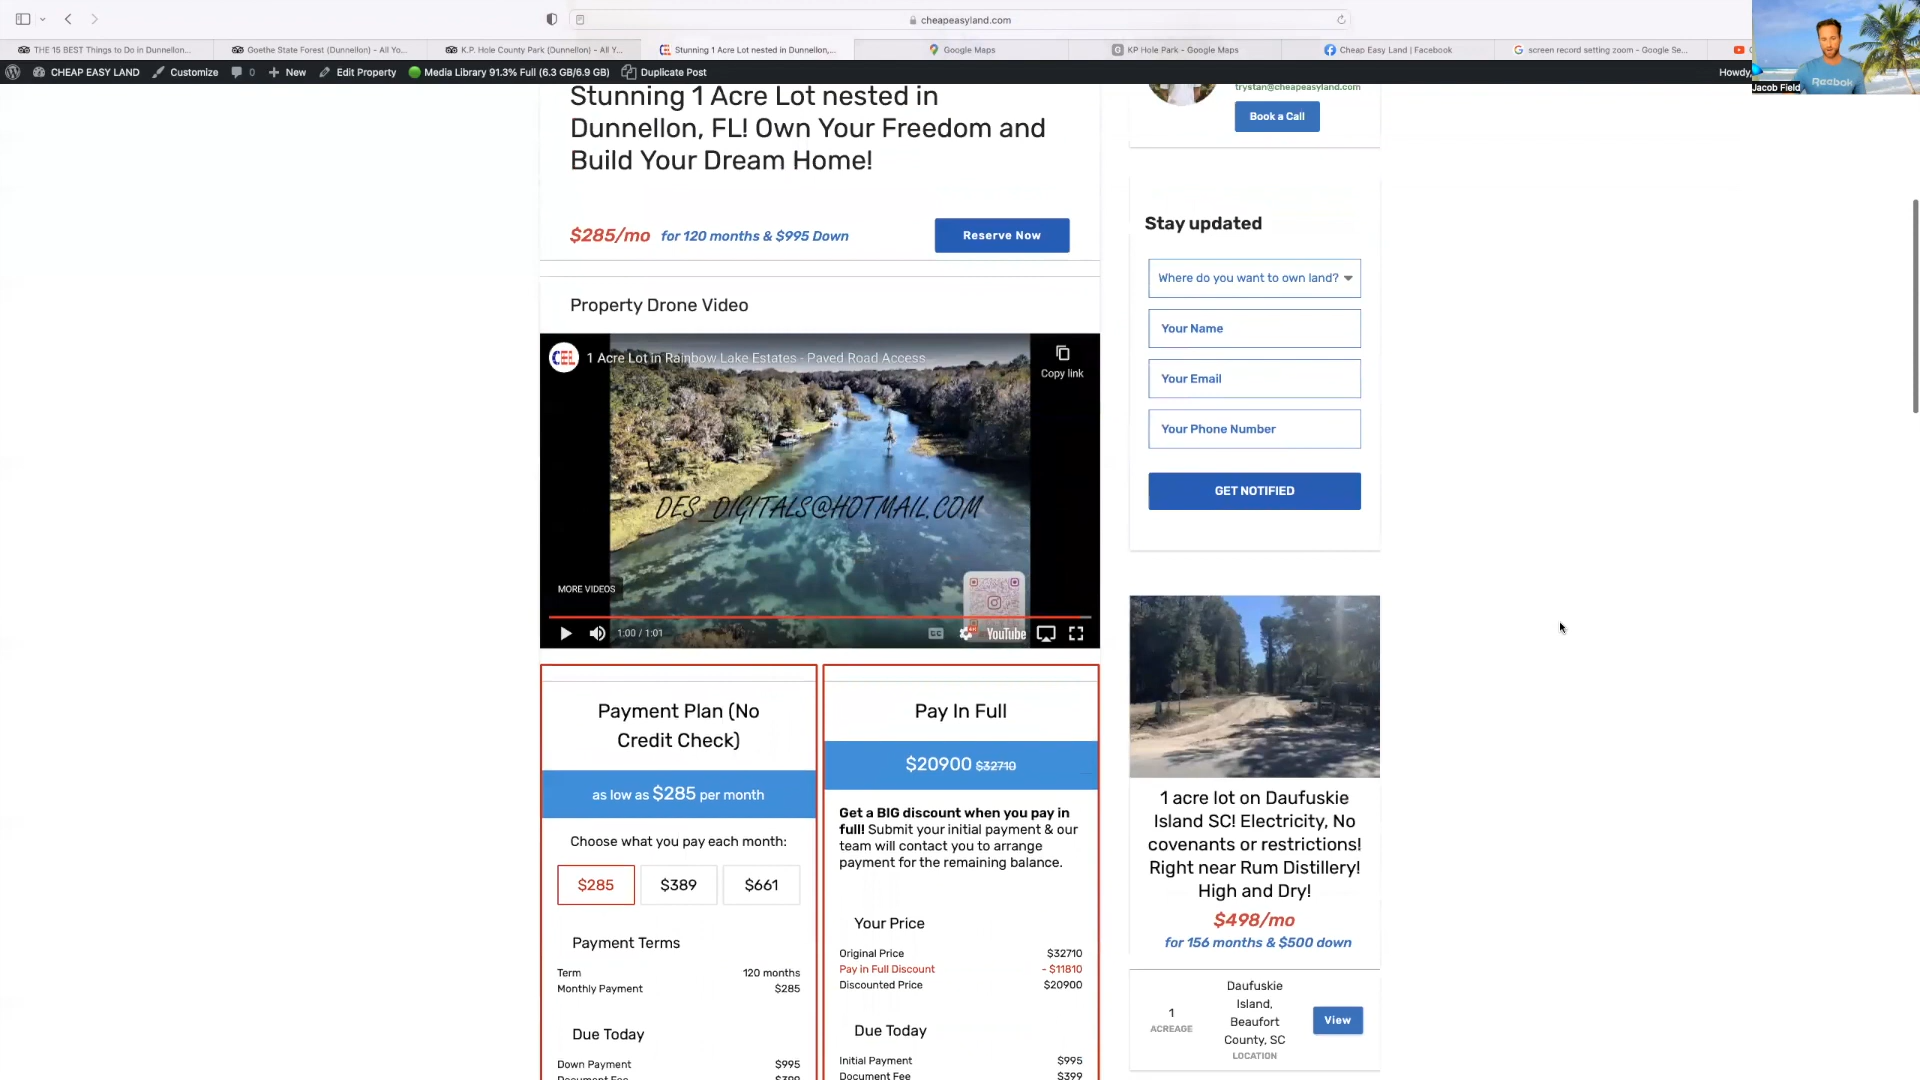 cheapeasyland.com
THE 15 BEST Things to Do in Dunnellon...
Goethe State Forest (Dunnellon) - All Yo...
K.P. Hole County Park (Dunnellon) - All Y...
Stunning 1 Acre Lot nested in Dunnellon,...
Google Maps
KP Hole Park - Google Maps
Cheap Easy Land | Facebook
screen record setting zoom - Google Se...
CHEAP EASY LAND
Customize
0
New
Edit Property
Media Library 91.3% Full (6.3 GB/6.9 GB)
Duplicate Post
Howdy,
Reebok
Jacob Field
Stunning 1 Acre Lot nested in
Dunnellon, FL! Own Your Freedom and
Build Your Dream Home!
$285/mo for 120 months & $995 Down
Reserve Now
Property Drone Video
CEL
1 Acre Lot in Rainbow Lake Estates - Paved Road Access
Copy link
DES_DIGITALS@HOTMAIL.COM
MORE VIDEOS
1:00 / 1:01
CC
YouTube
Payment Plan (No
Credit Check)
as low as $285 per month
Choose what you pay each month:
$285 $389 $661
Payment Terms
Term 120 months
Monthly Payment $285
Due Today
Down Payment $995
Document Fee $399
Pay In Full
$20900 $32710
Get a BIG discount when you pay in
full! Submit your initial payment & our
team will contact you to arrange
payment for the remaining balance.
Your Price
Original Price $32710
Pay in Full Discount - $11810
Discounted Price $20900
Due Today
Initial Payment $995
Document Fee $399
trystan@cheapeasyland.com
Book a Call
Stay updated
Where do you want to own land?
Your Name
Your Email
Your Phone Number
GET NOTIFIED
1 acre lot on Daufuskie
Island SC! Electricity, No
covenants or restrictions!
Right near Rum Distillery!
High and Dry!
$498/mo
for 156 months & $500 down
1
ACREAGE
Daufuskie
Island,
Beaufort
County, SC
LOCATION
View